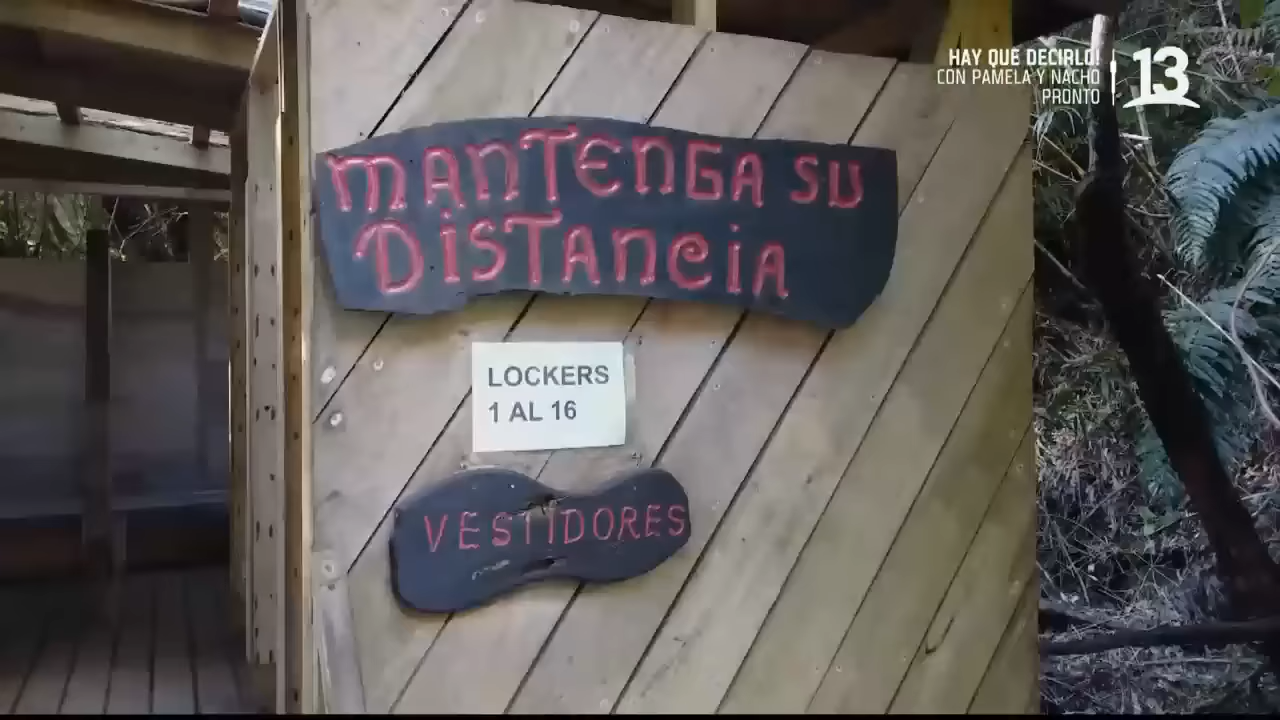 HAY QUE DECIRLO!
CON PAMELA Y NACHO
PRONTO
13
MANTENGA SU
DISTANCIA
LOCKERS
1 AL 16
VESTIDORES